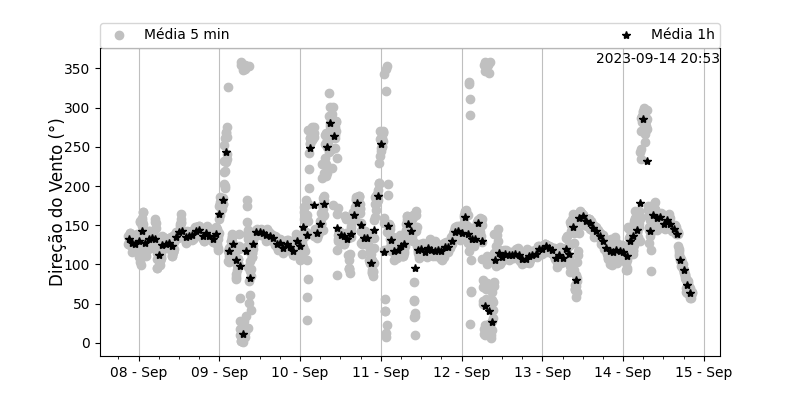 Média 5 min
Média 1h
2023-09-14 20:53
Direção do Vento (°)
350
300
250
200
150
100
50
0
08 - Sep
09 - Sep
10 - Sep
11 - Sep
12 - Sep
13 - Sep
14 - Sep
15 - Sep